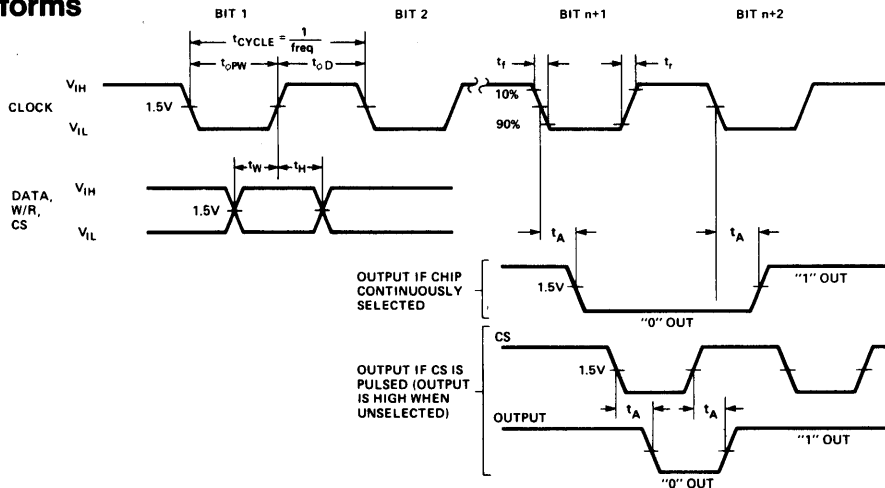 forms
BIT 1 BIT 2 BIT n+1 BIT n+2
tCYCLE = 1/freq
t∅PW t∅D tf tr
CLOCK VIH 10%
1.5V
VIL 90%
tW tH
DATA, W/R, CS VIH
1.5V
VIL
tA tA
OUTPUT IF CHIP
CONTINUOUSLY
SELECTED
1.5V
"1" OUT
"0" OUT
CS
OUTPUT IF CS IS
PULSED (OUTPUT
IS HIGH WHEN
UNSELECTED)
1.5V
tA tA
OUTPUT
"1" OUT
"0" OUT